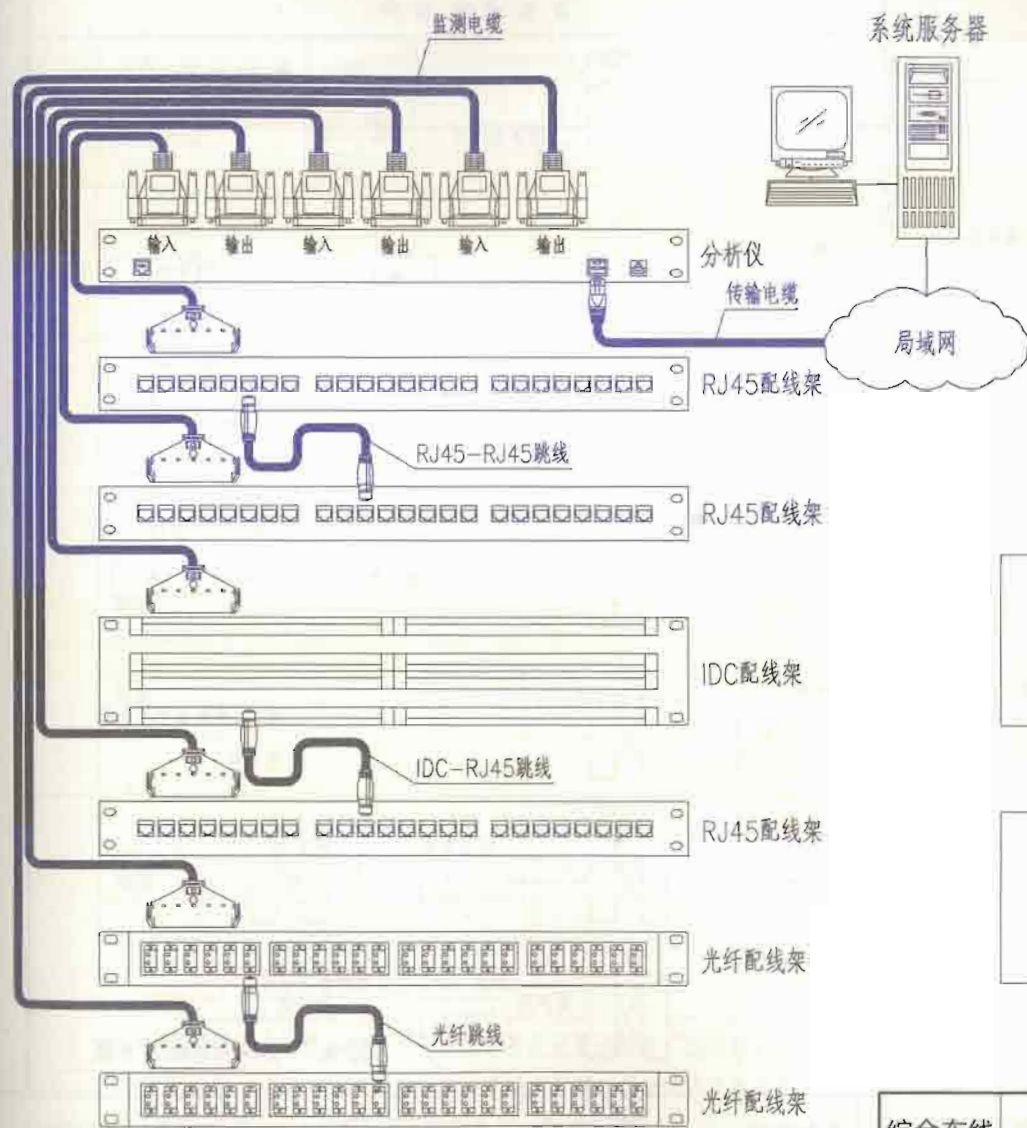 监测电缆
系统服务器
输入
输出
输入
输出
输入
输出
分析仪
传输电缆
局域网
RJ45配线架
RJ45-RJ45跳线
RJ45配线架
IDC配线架
IDC-RJ45跳线
RJ45配线架
光纤配线架
光纤跳线
光纤配线架
综合布线